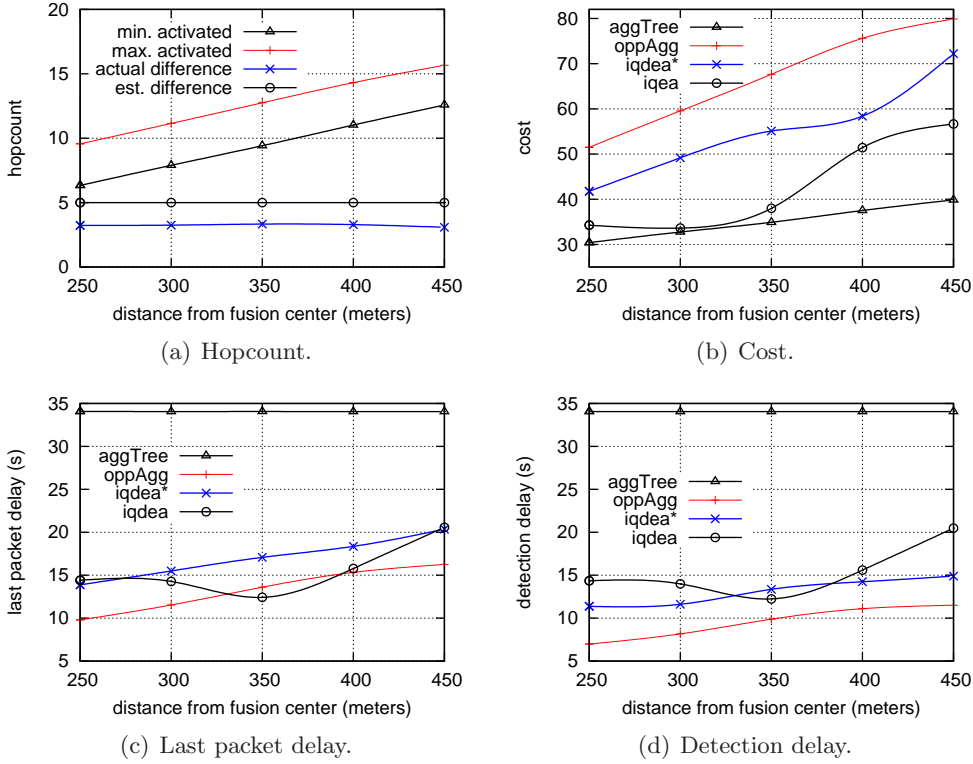 hopcount
20
15
10
5
0
min. activated
max. activated
actual difference
est. difference
250 300 350 400 450
distance from fusion center (meters)
(a) Hopcount.
cost
80
70
60
50
40
30
aggTree
oppAgg
iqdea*
iqea
250 300 350 400 450
distance from fusion center (meters)
(b) Cost.
last packet delay (s)
35
30
25
20
15
10
5
aggTree
oppAgg
iqdea*
iqdea
250 300 350 400 450
distance from fusion center (meters)
(c) Last packet delay.
detection delay (s)
35
30
25
20
15
10
5
aggTree
oppAgg
iqdea*
iqdea
250 300 350 400 450
distance from fusion center (meters)
(d) Detection delay.